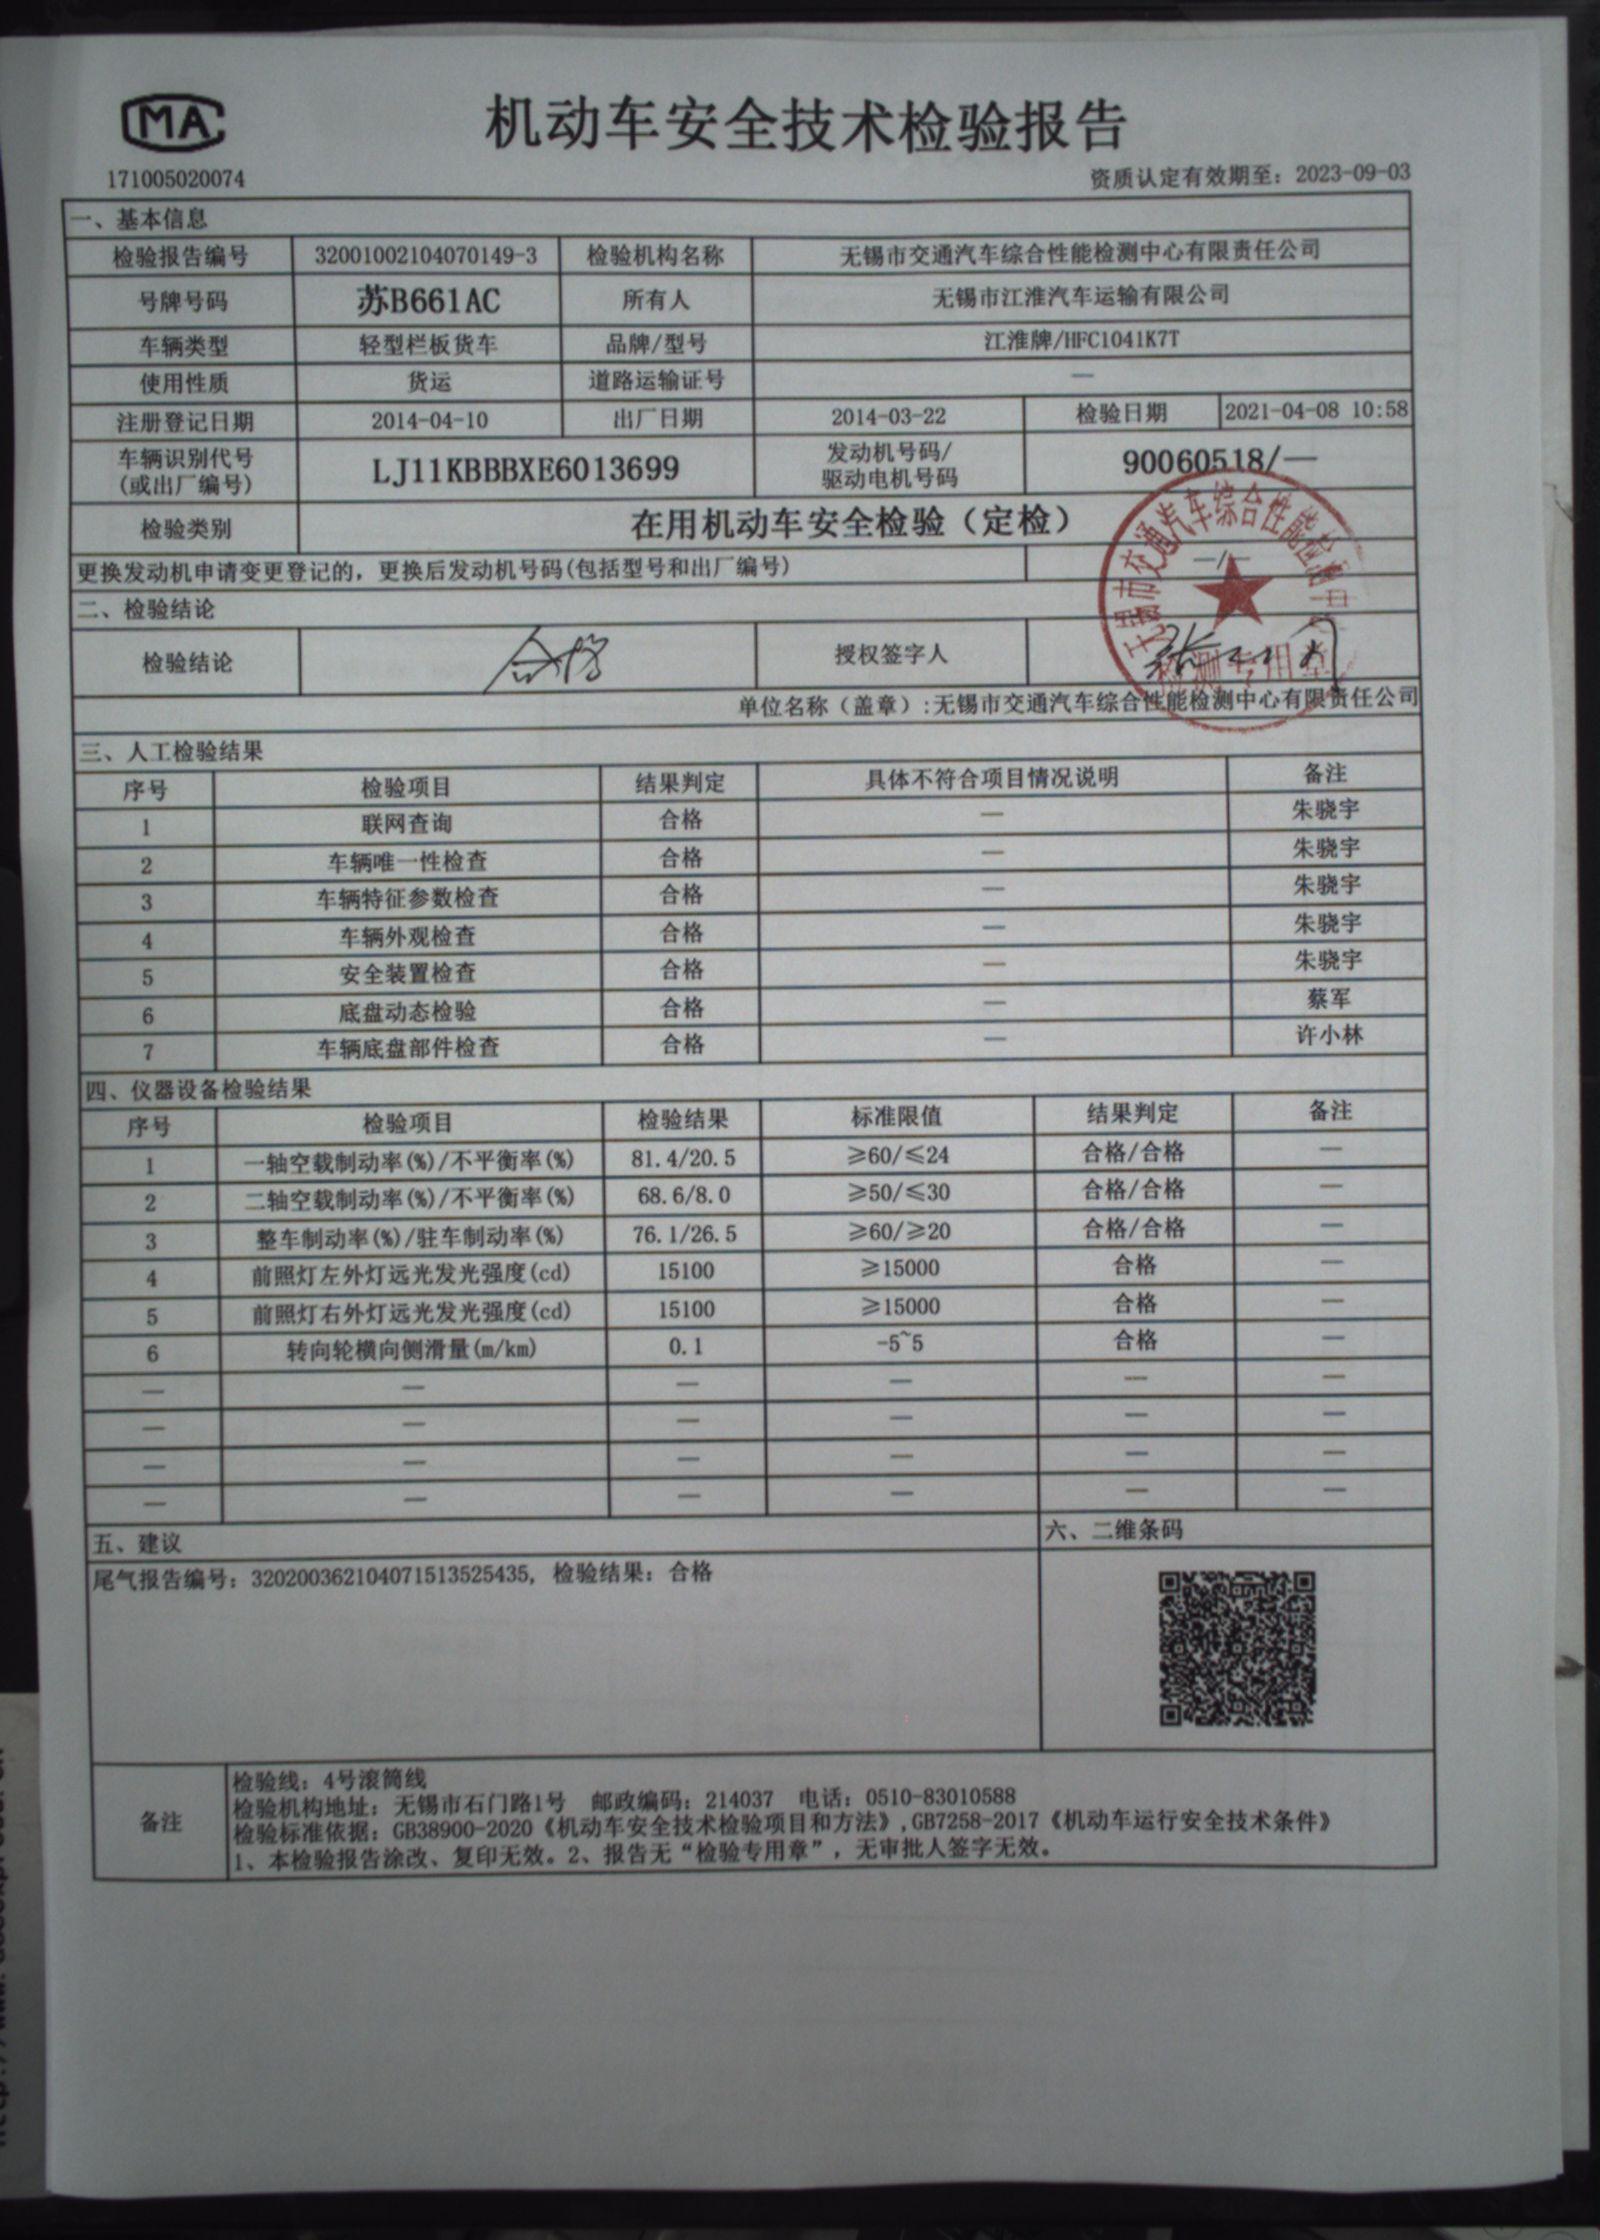 MA
171005020074
机动车安全技术检验报告
资质认定有效期至：2023-09-03
一、基本信息
检验报告编号 32001002104070149-3 检验机构名称 无锡市交通汽车综合性能检测中心有限责任公司
号牌号码 苏B661AC 所有人 无锡市江淮汽车运输有限公司
车辆类型 轻型栏板货车 品牌/型号 江淮牌/HFC1041K7T
使用性质 货运 道路运输证号 —
注册登记日期 2014-04-10 出厂日期 2014-03-22 检验日期 2021-04-08 10:58
车辆识别代号
(或出厂编号) LJ11KBBBXE6013699 发动机号码/
驱动电机号码 90060518/—
检验类别 在用机动车安全检验（定检）
更换发动机申请变更登记的，更换后发动机号码(包括型号和出厂编号) —/—
二、检验结论
检验结论 合格 授权签字人
单位名称（盖章）:无锡市交通汽车综合性能检测中心有限责任公司
无锡市交通汽车综合性能检测中
检测专用章
三、人工检验结果
序号 检验项目 结果判定 具体不符合项目情况说明 备注
1 联网查询 合格 — 朱骁宇
2 车辆唯一性检查 合格 — 朱骁宇
3 车辆特征参数检查 合格 — 朱骁宇
4 车辆外观检查 合格 — 朱骁宇
5 安全装置检查 合格 — 朱骁宇
6 底盘动态检验 合格 — 蔡军
7 车辆底盘部件检查 合格 — 许小林
四、仪器设备检验结果
序号 检验项目 检验结果 标准限值 结果判定 备注
1 一轴空载制动率(%)/不平衡率(%) 81.4/20.5 ≥60/≤24 合格/合格 —
2 二轴空载制动率(%)/不平衡率(%) 68.6/8.0 ≥50/≤30 合格/合格 —
3 整车制动率(%)/驻车制动率(%) 76.1/26.5 ≥60/≥20 合格/合格 —
4 前照灯左外灯远光发光强度(cd) 15100 ≥15000 合格 —
5 前照灯右外灯远光发光强度(cd) 15100 ≥15000 合格 —
6 转向轮横向侧滑量(m/km) 0.1 -5~5 合格 —
— — — — — —
— — — — — —
— — — — — —
— — — — — —
五、建议 六、二维条码
尾气报告编号：320200362104071513525435, 检验结果：合格
备注
检验线：4号滚筒线
检验机构地址：无锡市石门路1号 邮政编码：214037 电话：0510-83010588
检验标准依据：GB38900-2020《机动车安全技术检验项目和方法》,GB7258-2017《机动车运行安全技术条件》
1、本检验报告涂改、复印无效。2、报告无“检验专用章”，无审批人签字无效。